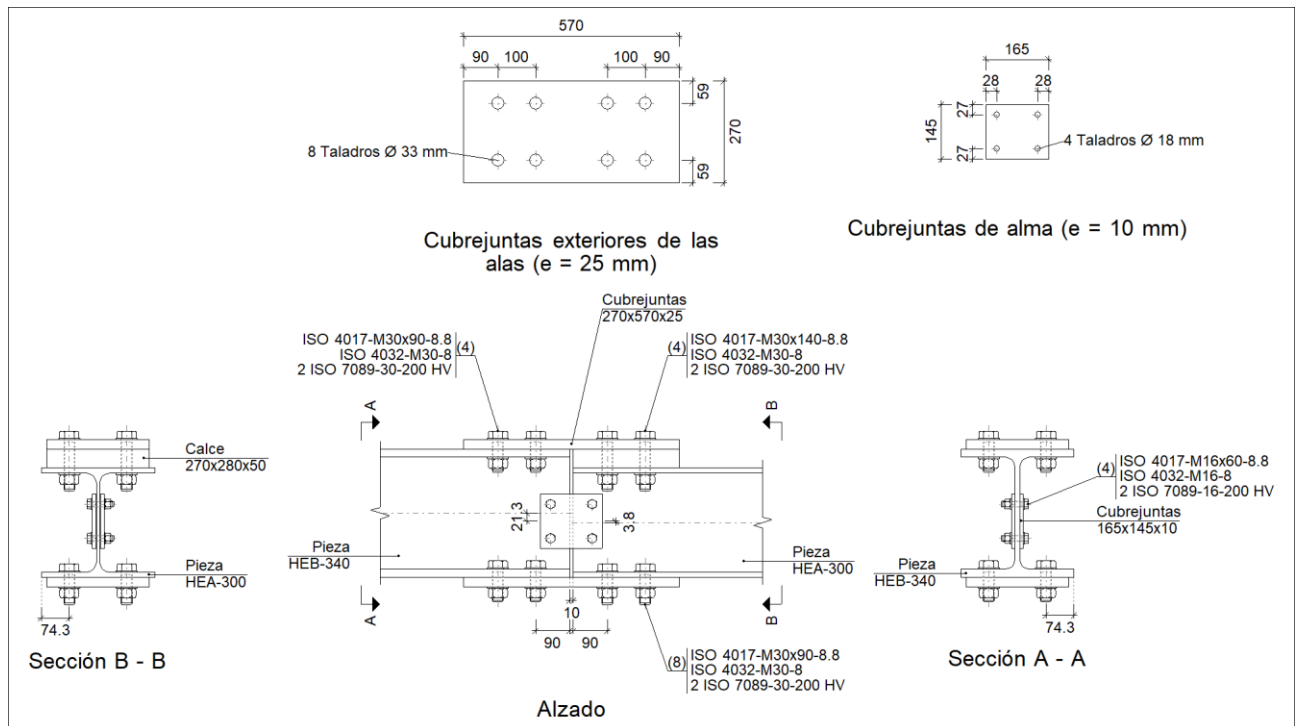 570
90 100 100 90
59
270
59
8 Taladros Ø 33 mm
Cubrejuntas exteriores de las
alas (e = 25 mm)
165
28 28
27
145
27
4 Taladros Ø 18 mm
Cubrejuntas de alma (e = 10 mm)
Cubrejuntas
270x570x25
ISO 4017-M30x90-8.8
ISO 4032-M30-8
2 ISO 7089-30-200 HV
(4)
(4)
ISO 4017-M30x140-8.8
ISO 4032-M30-8
2 ISO 7089-30-200 HV
A
B
Calce
270x280x50
Pieza
HEA-300
74.3
Sección B - B
21.3
3.8
Pieza
HEB-340
Pieza
HEA-300
A
B
10
90 90
(8)
ISO 4017-M30x90-8.8
ISO 4032-M30-8
2 ISO 7089-30-200 HV
Alzado
(4)
ISO 4017-M16x60-8.8
ISO 4032-M16-8
2 ISO 7089-16-200 HV
Cubrejuntas
165x145x10
Pieza
HEB-340
74.3
Sección A - A